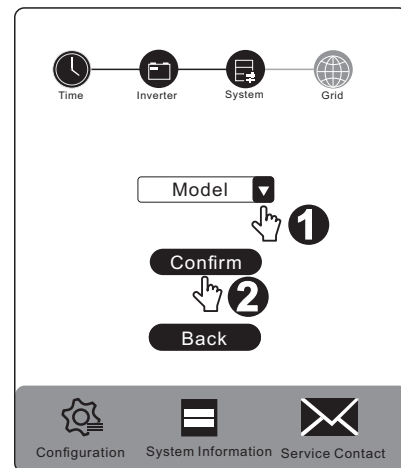 Time Inverter System Grid
Model
1
Confirm
2
Back
Configuration System Information Service Contact